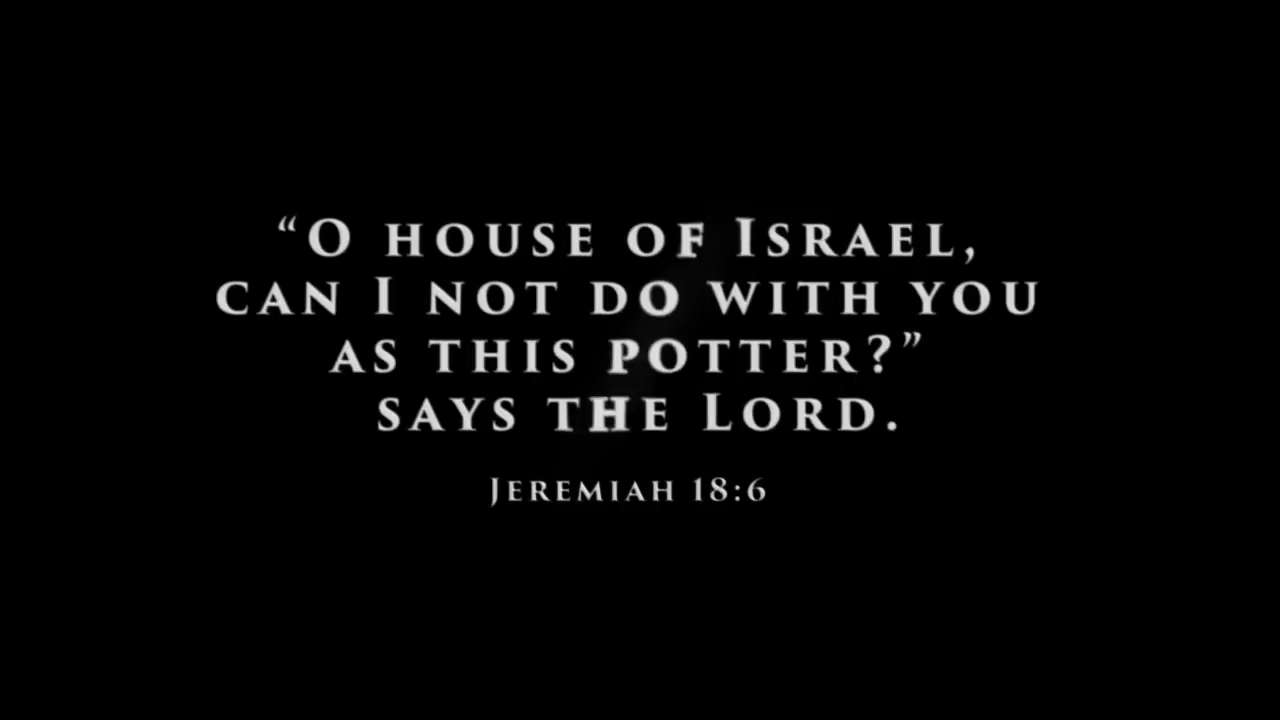 “O house of Israel,
can I not do with you
as this potter?”
says the Lord.
Jeremiah 18:6